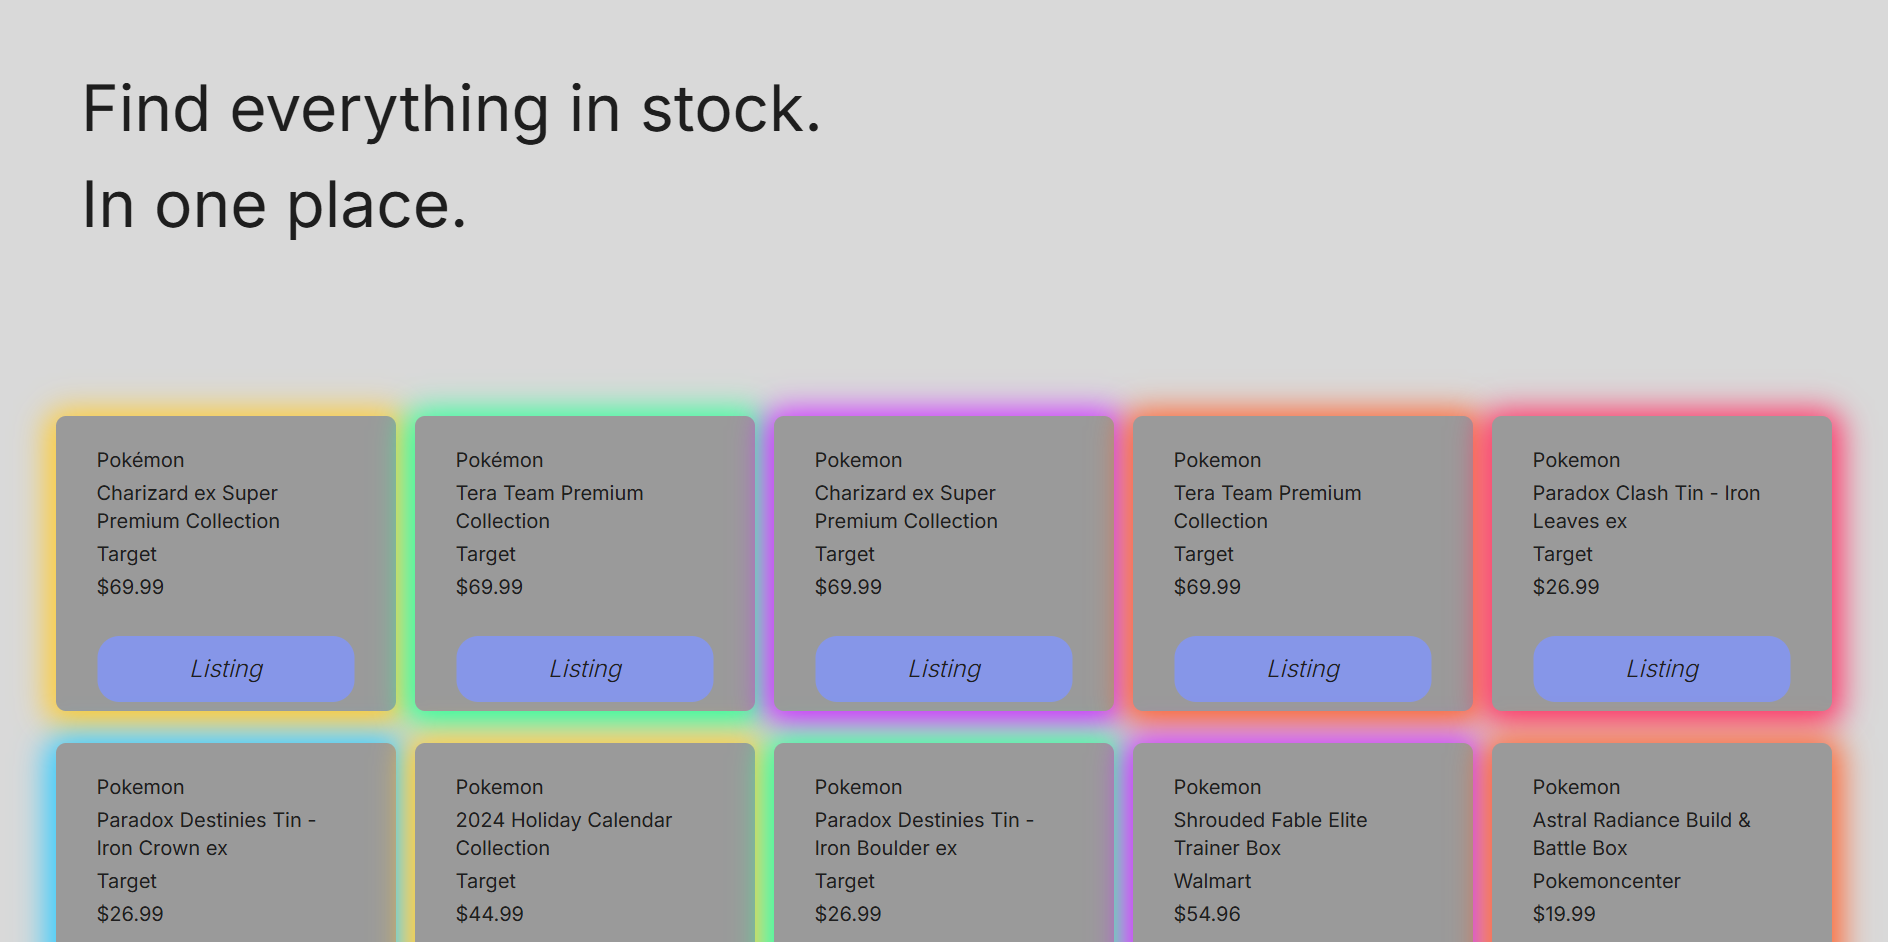 Find everything in stock.
In one place.
Pokémon
Charizard ex Super
Premium Collection
Target
$69.99
Listing
Pokémon
Tera Team Premium
Collection
Target
$69.99
Listing
Pokemon
Charizard ex Super
Premium Collection
Target
$69.99
Listing
Pokemon
Tera Team Premium
Collection
Target
$69.99
Listing
Pokemon
Paradox Clash Tin - Iron
Leaves ex
Target
$26.99
Listing
Pokemon
Paradox Destinies Tin -
Iron Crown ex
Target
$26.99
Pokemon
2024 Holiday Calendar
Collection
Target
$44.99
Pokemon
Paradox Destinies Tin -
Iron Boulder ex
Target
$26.99
Pokemon
Shrouded Fable Elite
Trainer Box
Walmart
$54.96
Pokemon
Astral Radiance Build &
Battle Box
Pokemoncenter
$19.99